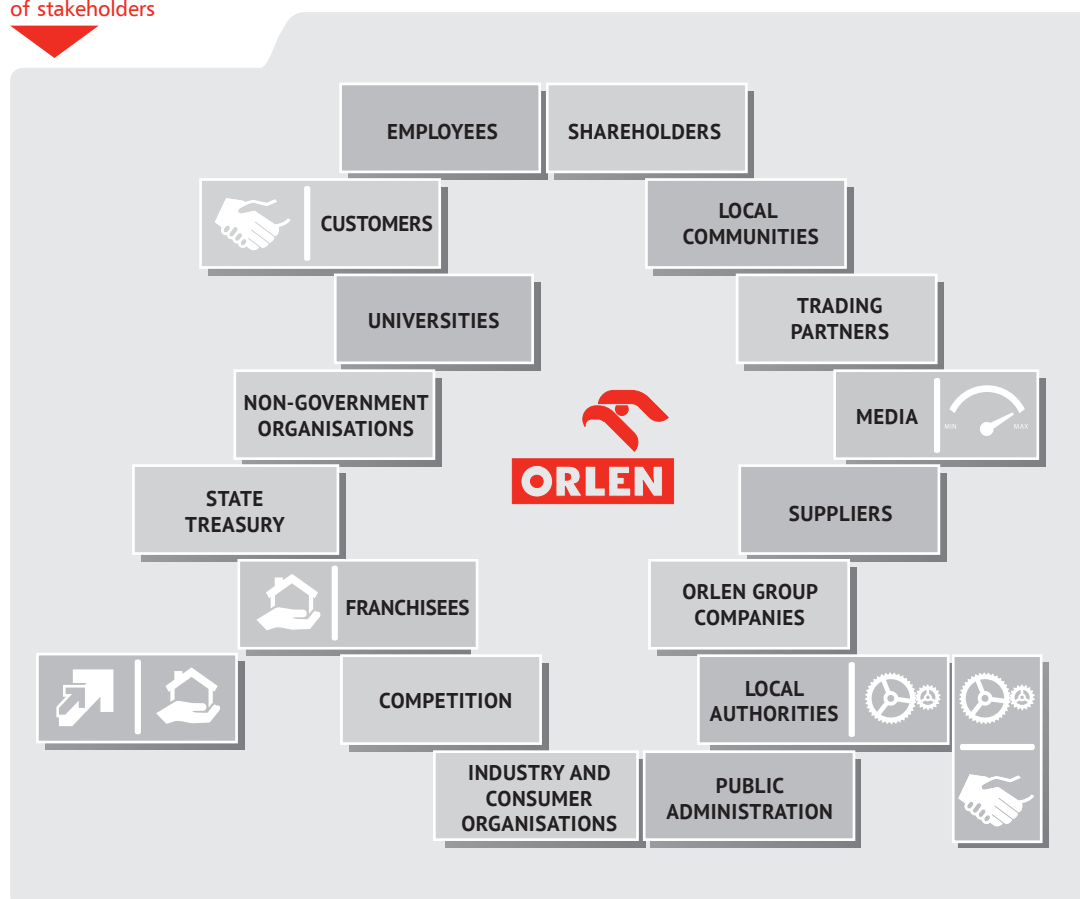 of stakeholders
EMPLOYEES
SHAREHOLDERS
CUSTOMERS
LOCAL
COMMUNITIES
UNIVERSITIES
TRADING
PARTNERS
NON-GOVERNMENT
ORGANISATIONS
MEDIA
MIN
MAX
ORLEN
STATE
TREASURY
SUPPLIERS
FRANCHISEES
ORLEN GROUP
COMPANIES
COMPETITION
LOCAL
AUTHORITIES
INDUSTRY AND
CONSUMER
ORGANISATIONS
PUBLIC
ADMINISTRATION